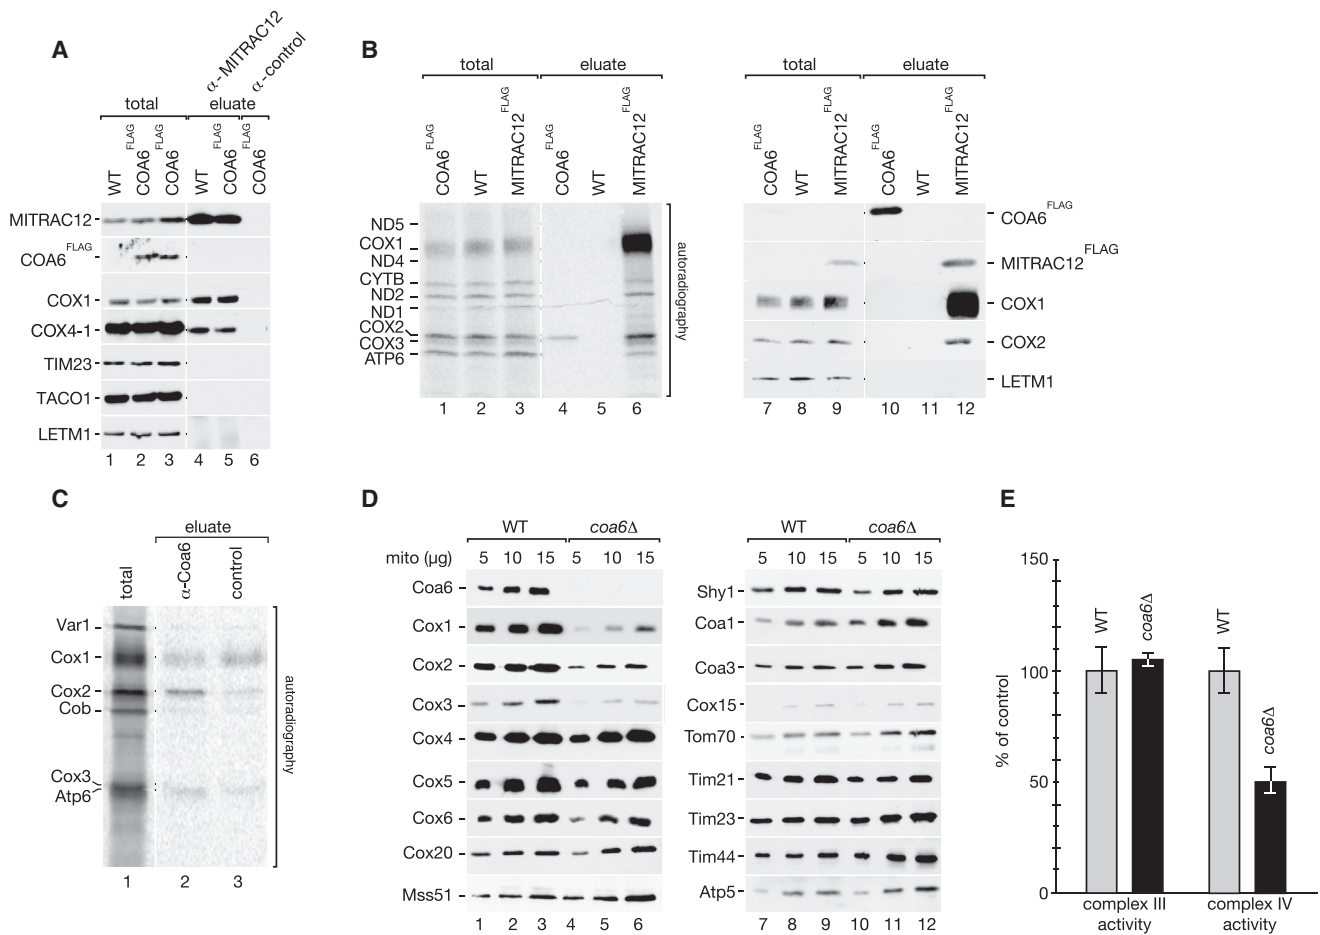 A
α-MITRAC12
α-control
total
eluate
WT
COA6FLAG
COA6FLAG
WT
COA6FLAG
COA6FLAG
MITRAC12
COA6FLAG
COX1
COX4-1
TIM23
TACO1
LETM1
1 2 3 4 5 6
B
total
eluate
COA6FLAG
WT
MITRAC12FLAG
COA6FLAG
WT
MITRAC12FLAG
ND5
COX1
ND4
CYTB
ND2
ND1
COX2
COX3
ATP6
autoradiography
1 2 3 4 5 6
total
eluate
COA6FLAG
WT
MITRAC12FLAG
COA6FLAG
WT
MITRAC12FLAG
COA6FLAG
MITRAC12FLAG
COX1
COX2
LETM1
7 8 9 10 11 12
C
eluate
total
α-Coa6
control
Var1
Cox1
Cox2
Cob
Cox3
Atp6
autoradiography
1 2 3
D
WT coa6Δ
mito (µg) 5 10 15 5 10 15
Coa6
Cox1
Cox2
Cox3
Cox4
Cox5
Cox6
Cox20
Mss51
1 2 3 4 5 6
WT coa6Δ
5 10 15 5 10 15
Shy1
Coa1
Coa3
Cox15
Tom70
Tim21
Tim23
Tim44
Atp5
7 8 9 10 11 12
E
% of control
150
100
50
0
WT
coa6Δ
WT
coa6Δ
complex III
activity
complex IV
activity